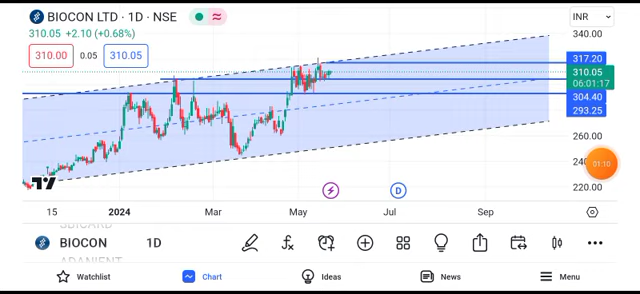 BIOCON LTD · 1D · NSE
INR
310.05 +2.10 (+0.68%)
310.00 0.05 310.05
340.00
317.20
310.05
06:01:17
304.40
293.25
260.00
01:10
220.00
D
15 2024 Mar May Jul Sep
BIOCON 1D
ADANIENT
Watchlist Chart Ideas News Menu